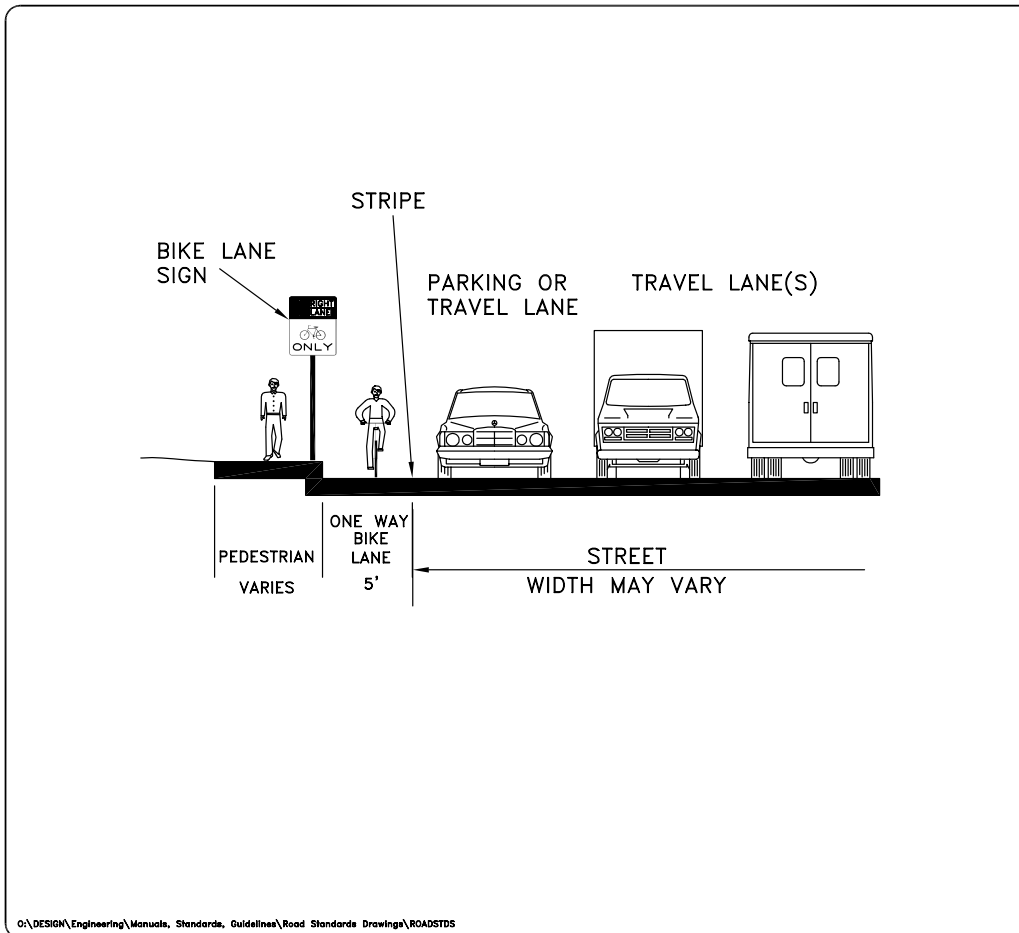 STRIPE
BIKE LANE
SIGN
PARKING OR
TRAVEL LANE
TRAVEL LANE(S)
RIGHT
LANE
ONLY
PEDESTRIAN
VARIES
ONE WAY
BIKE
LANE
5'
STREET
WIDTH MAY VARY
O:\DESIGN\Engineering\Manuals, Standards, Guidelines\Road Standards Drawings\ROADSTDS